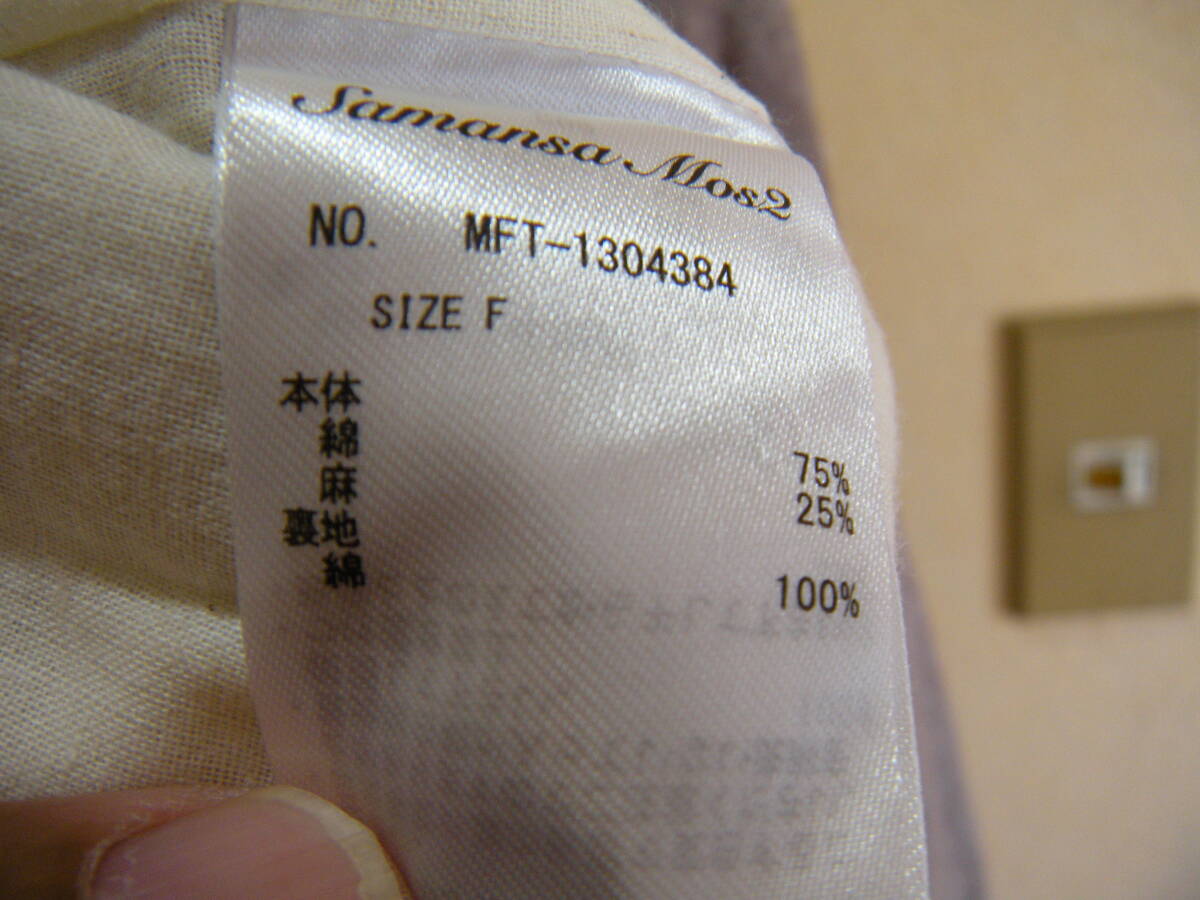 Samansa Mos2
NO. MFT-1304384
SIZE F
本体
綿 75%
麻 25%
裏地
綿 100%